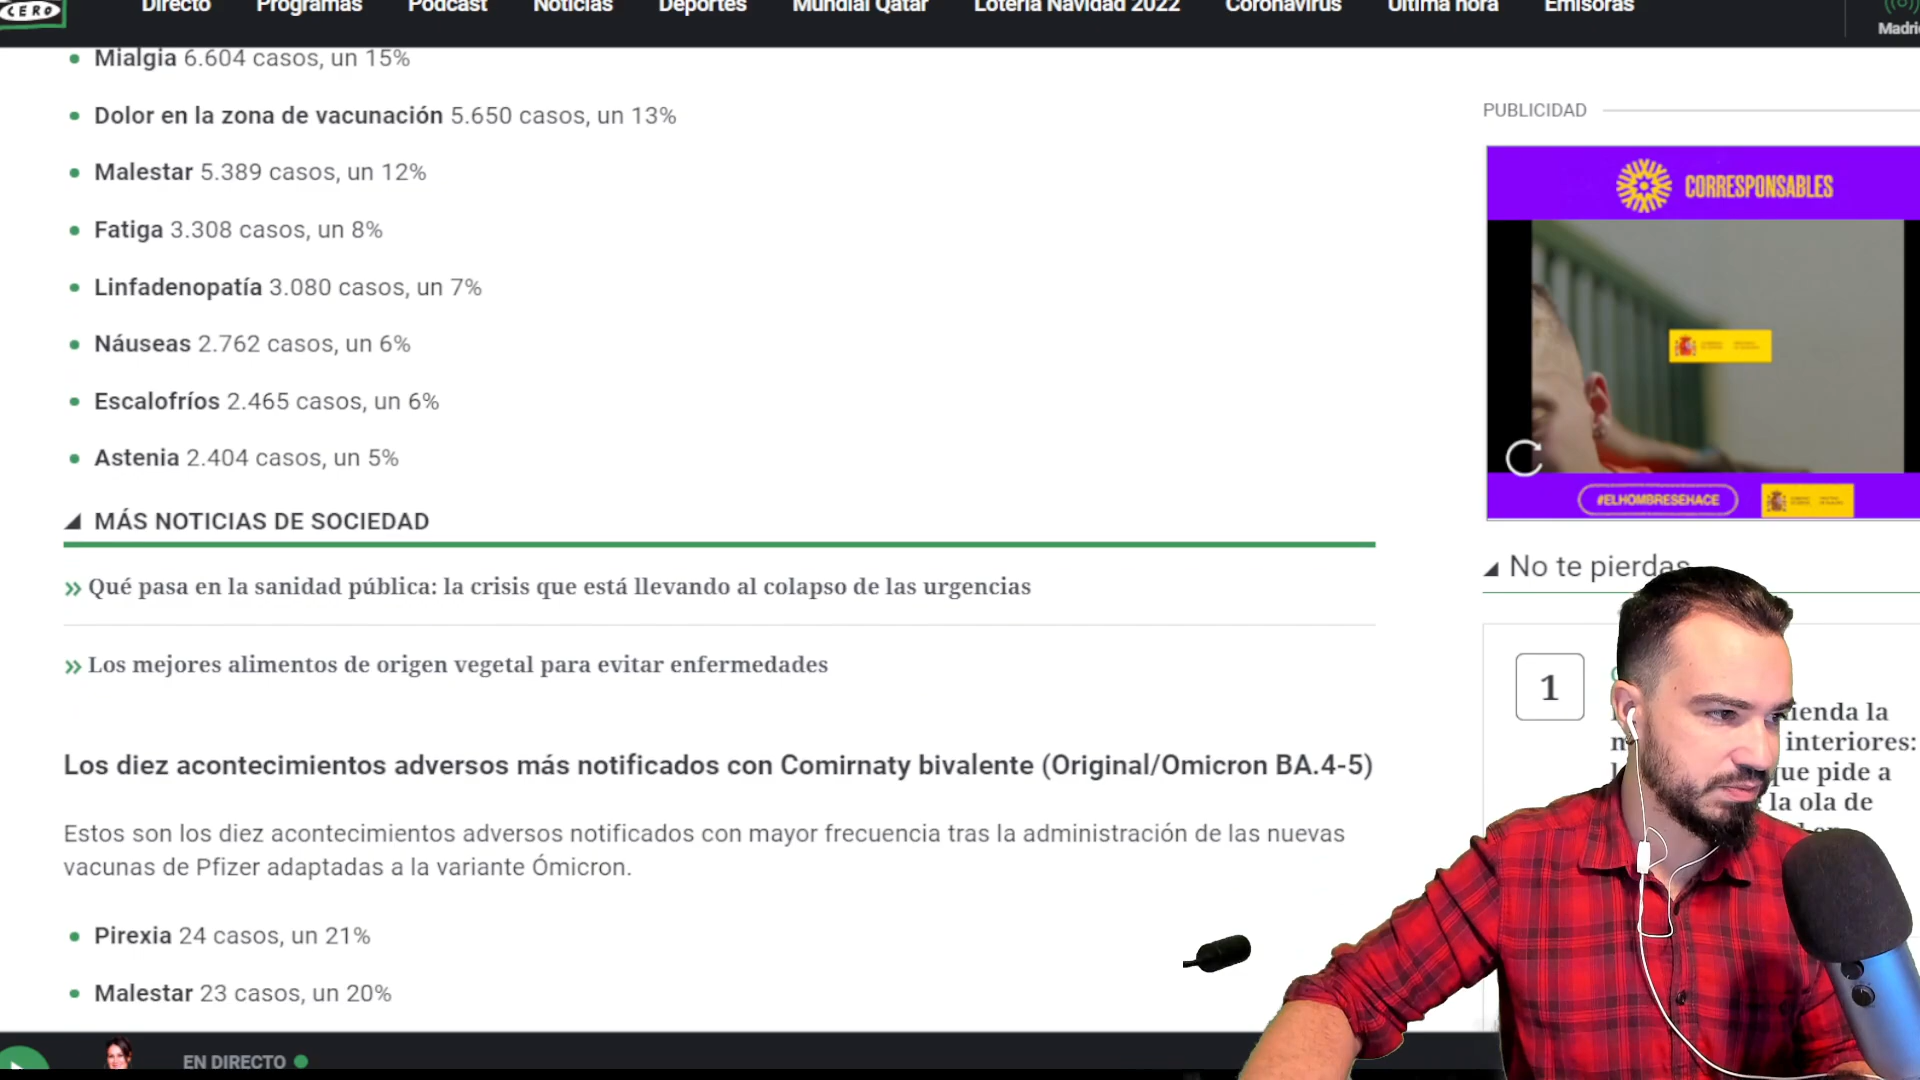 CERO
Directo Programas Podcast Noticias Deportes Mundial Qatar Lotería Navidad 2022 Coronavirus Última hora Emisoras
Mialgia 6.604 casos, un 15%
Dolor en la zona de vacunación 5.650 casos, un 13%
Malestar 5.389 casos, un 12%
Fatiga 3.308 casos, un 8%
Linfadenopatía 3.080 casos, un 7%
Náuseas 2.762 casos, un 6%
Escalofríos 2.465 casos, un 6%
Astenia 2.404 casos, un 5%
MÁS NOTICIAS DE SOCIEDAD
Qué pasa en la sanidad pública: la crisis que está llevando al colapso de las urgencias
Los mejores alimentos de origen vegetal para evitar enfermedades
Los diez acontecimientos adversos más notificados con Comirnaty bivalente (Original/Omicron BA.4-5)
Estos son los diez acontecimientos adversos notificados con mayor frecuencia tras la administración de las nuevas
vacunas de Pfizer adaptadas a la variante Ómicron.
Pirexia 24 casos, un 21%
Malestar 23 casos, un 20%
EN DIRECTO
PUBLICIDAD
CORRESPONSABLES
#ELHOMBRESEHACE
No te pierdas
1
la
interiores:
que pide a
la ola de